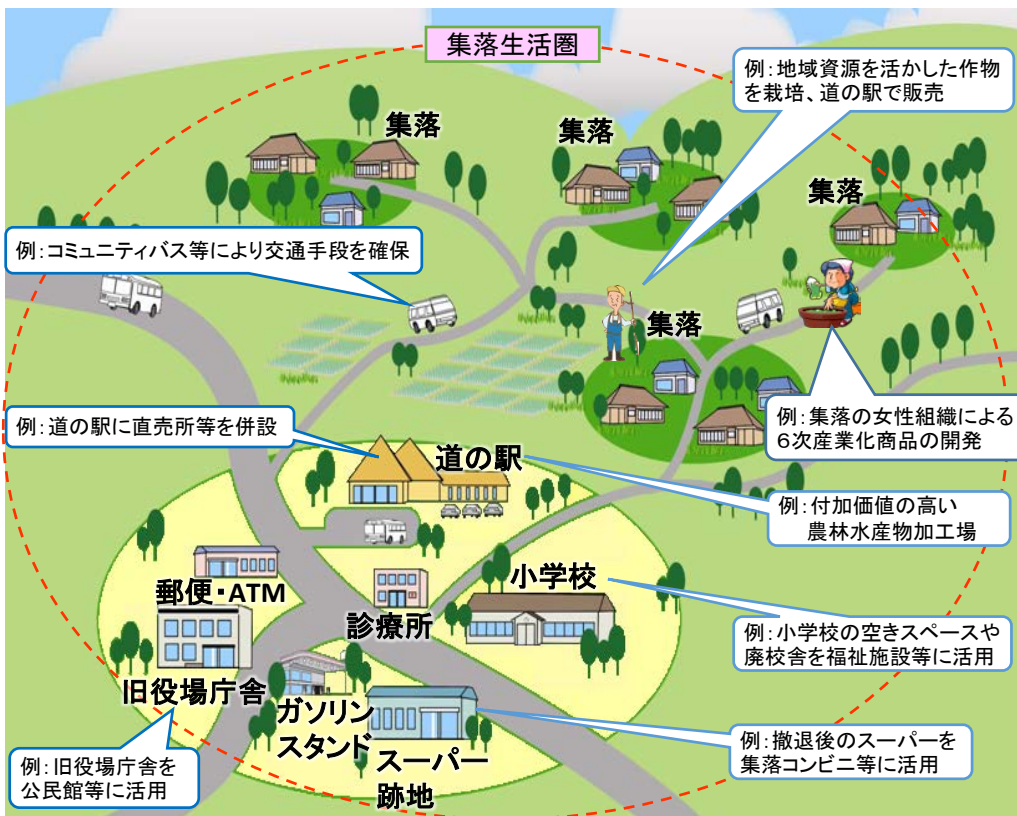 集落生活圏
例：地域資源を活かした作物
を栽培、道の駅で販売
集落
集落
集落
例：コミュニティバス等により交通手段を確保
集落
例：道の駅に直売所等を併設
例：集落の女性組織による
６次産業化商品の開発
道の駅
例：付加価値の高い
農林水産物加工場
小学校
郵便・ATM
診療所
例：小学校の空きスペースや
廃校舎を福祉施設等に活用
旧役場庁舎
ガソリン
スタンド
スーパー
跡地
例：旧役場庁舎を
公民館等に活用
例：撤退後のスーパーを
集落コンビニ等に活用